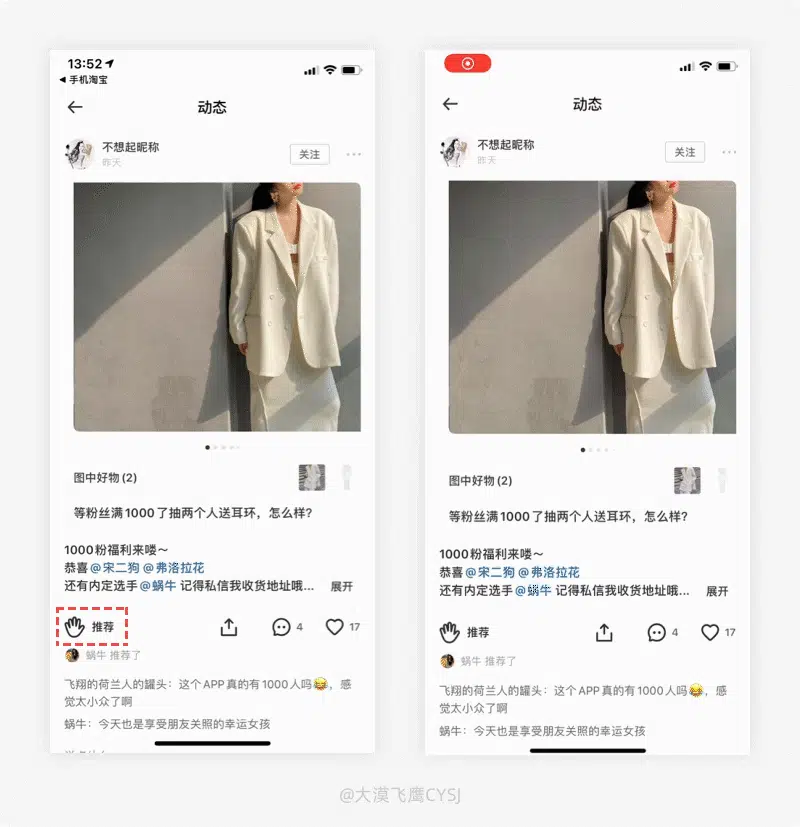 13:52
手机淘宝
动态
不想起昵称
昨天
关注
图中好物 (2)
等粉丝满1000了抽两个人送耳环，怎么样?
1000粉福利来喽～
恭喜@宋二狗 @弗洛拉花
还有内定选手@蜗牛 记得私信我收货地址哦... 展开
推荐 4 17
蜗牛 推荐了
飞翔的荷兰人的罐头：这个APP真的有1000人吗😂，感
觉太小众了啊
蜗牛：今天也是享受朋友关照的幸运女孩
动态
不想起昵称
昨天
关注
图中好物 (2)
等粉丝满1000了抽两个人送耳环，怎么样?
1000粉福利来喽～
恭喜@宋二狗 @弗洛拉花
还有内定选手@蜗牛 记得私信我收货地址哦... 展开
推荐 4 17
蜗牛 推荐了
飞翔的荷兰人的罐头：这个APP真的有1000人吗😂，感
觉太小众了啊
蜗牛：今天也是享受朋友关照的幸运女孩
@大漠飞鹰CYSJ